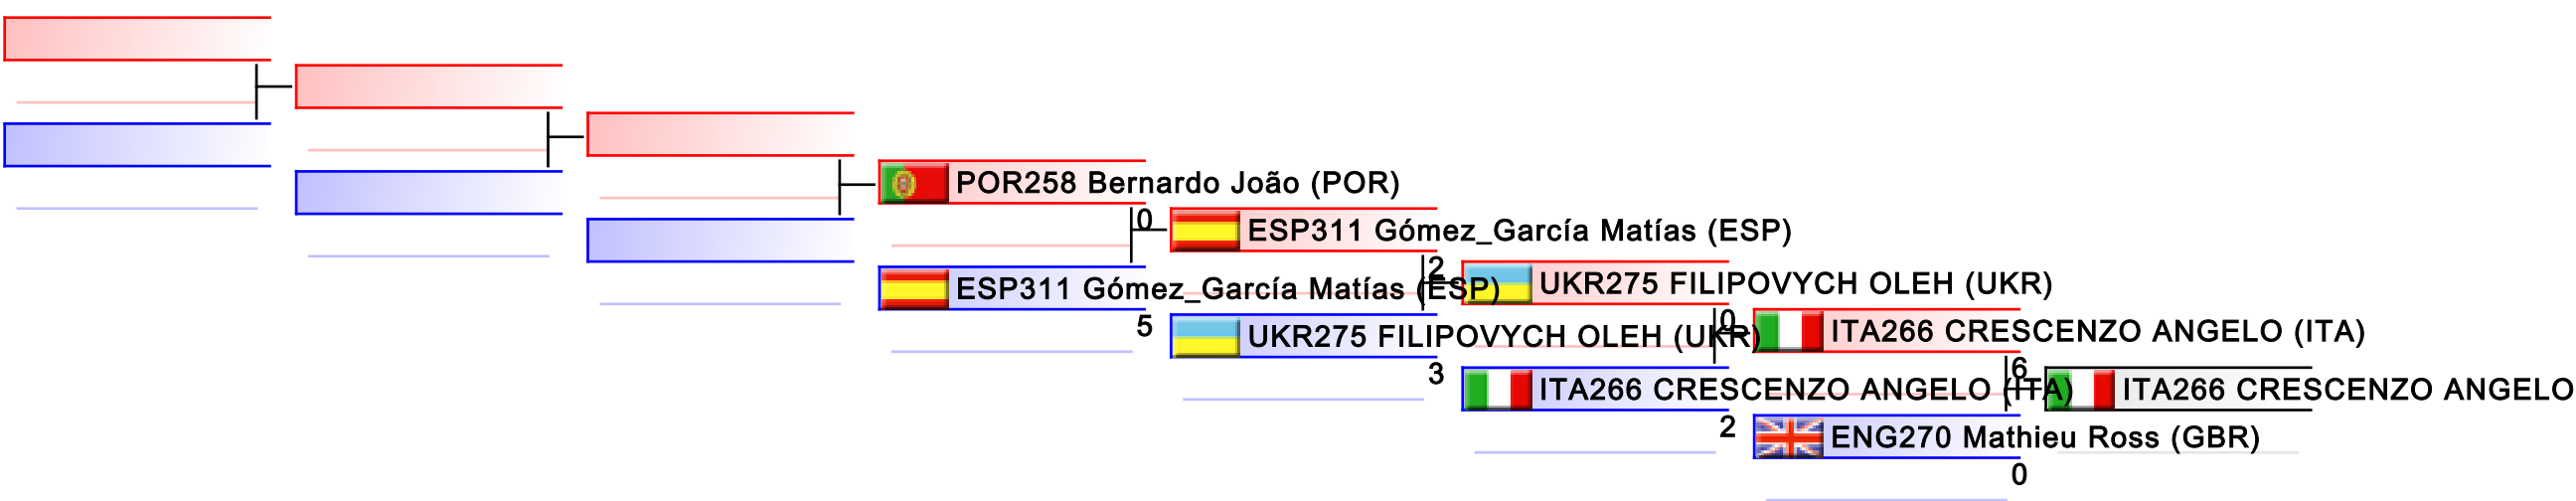 POR258 Bernardo João (POR)
0
ESP311 Gómez_García Matías (ESP)
5
ESP311 Gómez_García Matías (ESP)
2
UKR275 FILIPOVYCH OLEH (UKR)
3
UKR275 FILIPOVYCH OLEH (UKR)
0
ITA266 CRESCENZO ANGELO (ITA)
2
ITA266 CRESCENZO ANGELO (ITA)
6
ENG270 Mathieu Ross (GBR)
0
ITA266 CRESCENZO ANGELO